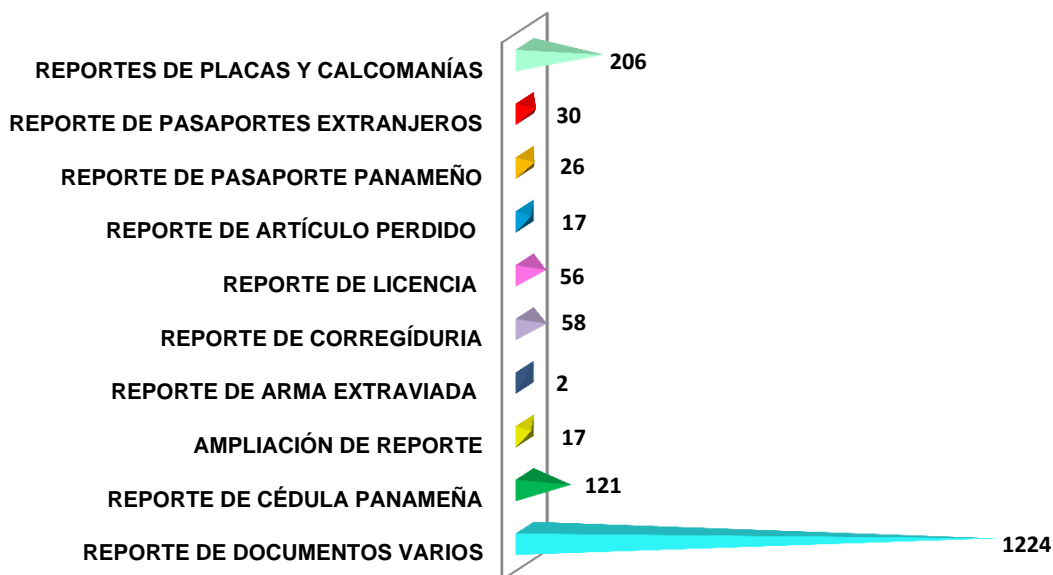 REPORTES DE PLACAS Y CALCOMANÍAS 206
REPORTE DE PASAPORTES EXTRANJEROS 30
REPORTE DE PASAPORTE PANAMEÑO 26
REPORTE DE ARTÍCULO PERDIDO 17
REPORTE DE LICENCIA 56
REPORTE DE CORREGÍDURIA 58
REPORTE DE ARMA EXTRAVIADA 2
AMPLIACIÓN DE REPORTE 17
REPORTE DE CÉDULA PANAMEÑA 121
REPORTE DE DOCUMENTOS VARIOS 1224